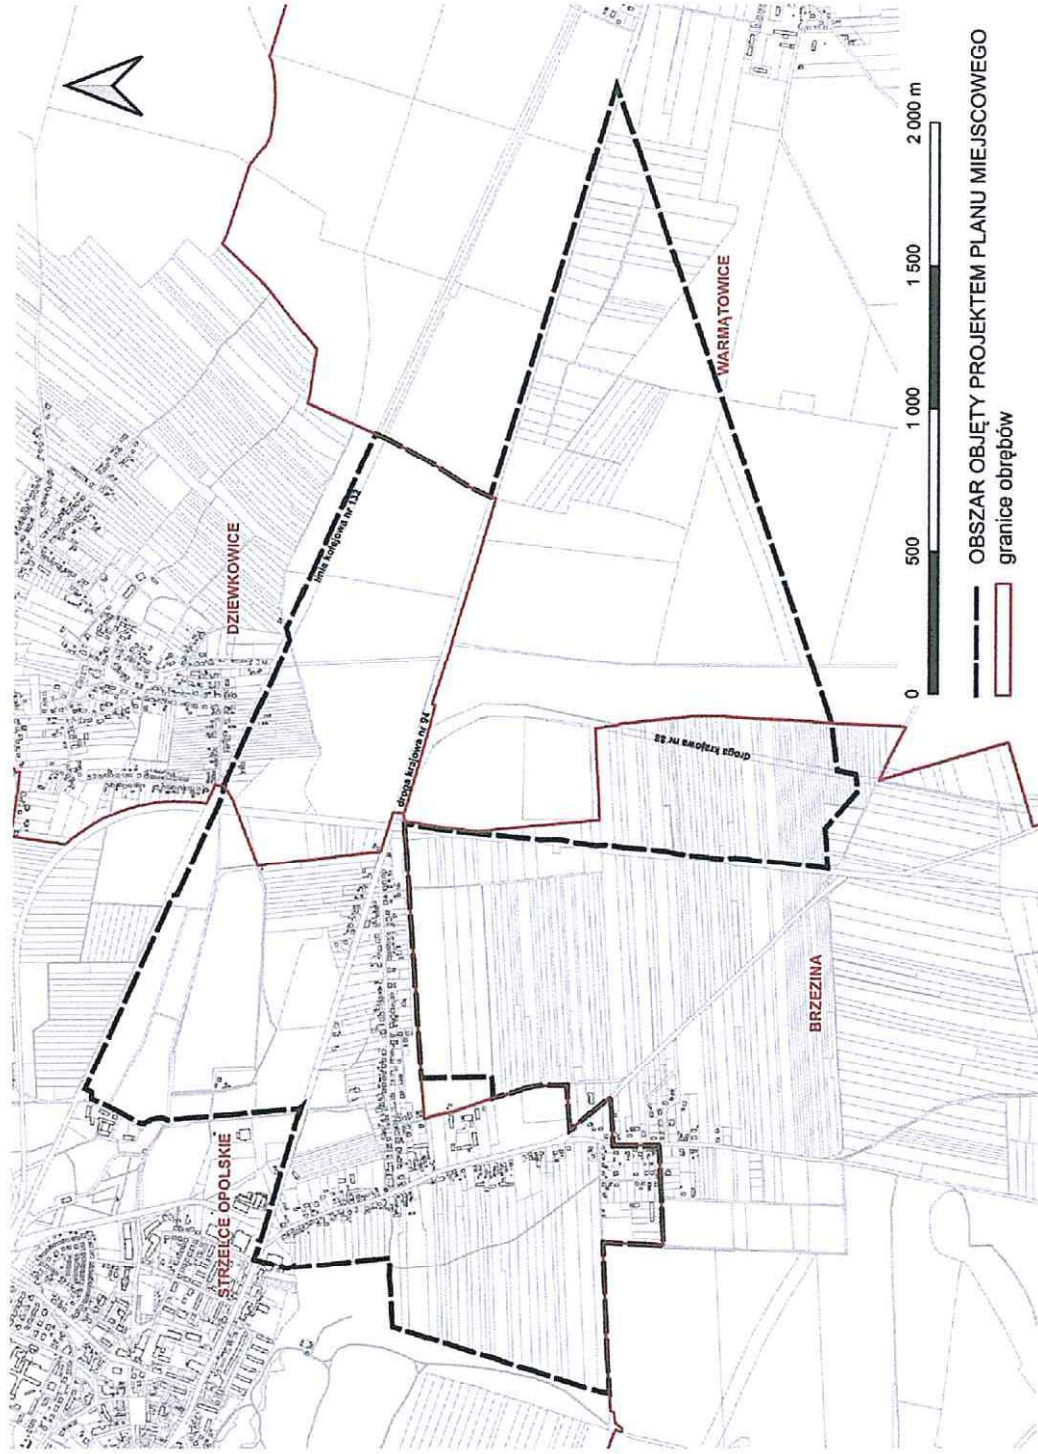 DZIEWKOWICE
linia kolejowa nr 132
STRZELCE OPOLSKIE
droga krajowa nr 94
droga krajowa nr 88
WARMĄTOWICE
BRZEZINA
0 500 1 000 1 500 2 000 m
OBSZAR OBJĘTY PROJEKTEM PLANU MIEJSCOWEGO
granice obrębów